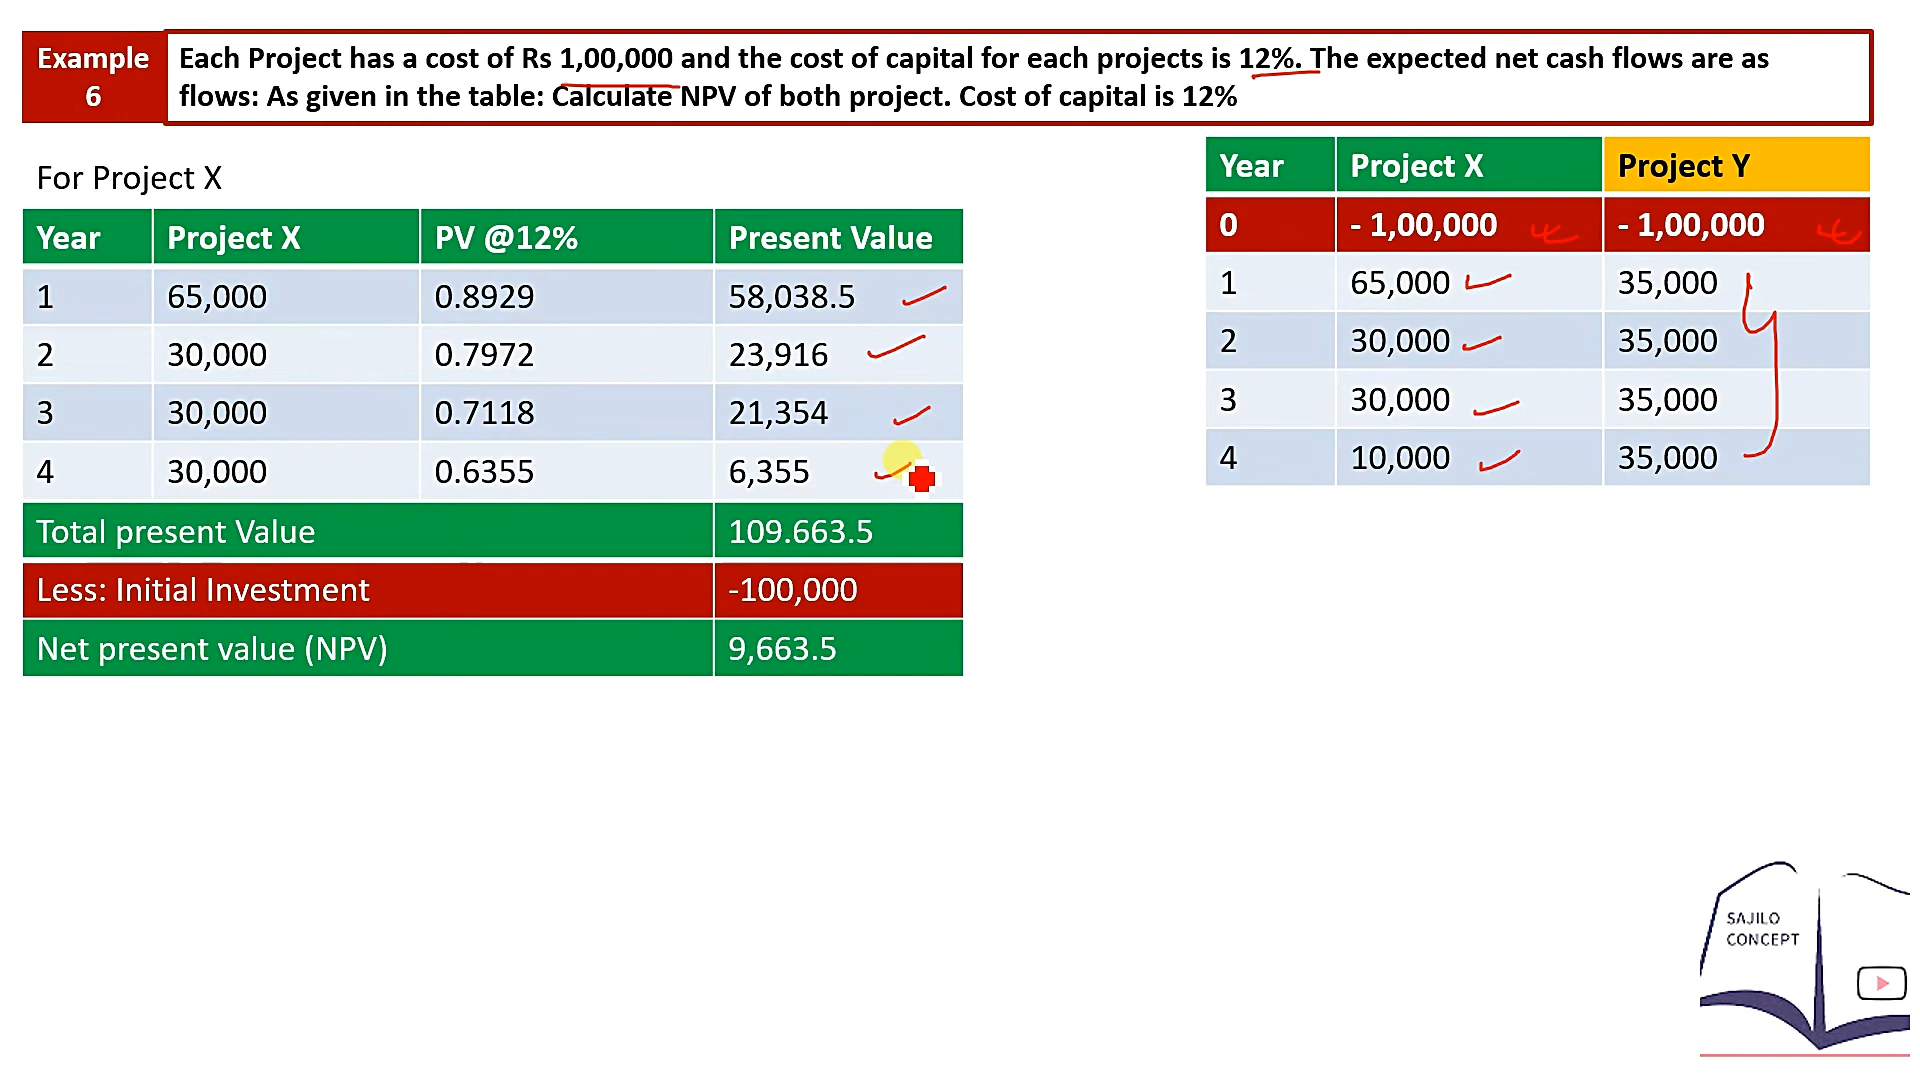 Example
6
Each Project has a cost of Rs 1,00,000 and the cost of capital for each projects is 12%. The expected net cash flows are as
flows: As given in the table: Calculate NPV of both project. Cost of capital is 12%
For Project X
Year Project X PV @12% Present Value
1 65,000 0.8929 58,038.5
2 30,000 0.7972 23,916
3 30,000 0.7118 21,354
4 30,000 0.6355 6,355
Total present Value 109.663.5
Less: Initial Investment -100,000
Net present value (NPV) 9,663.5
Year Project X Project Y
0 - 1,00,000 - 1,00,000
1 65,000 35,000
2 30,000 35,000
3 30,000 35,000
4 10,000 35,000
SAJILO
CONCEPT